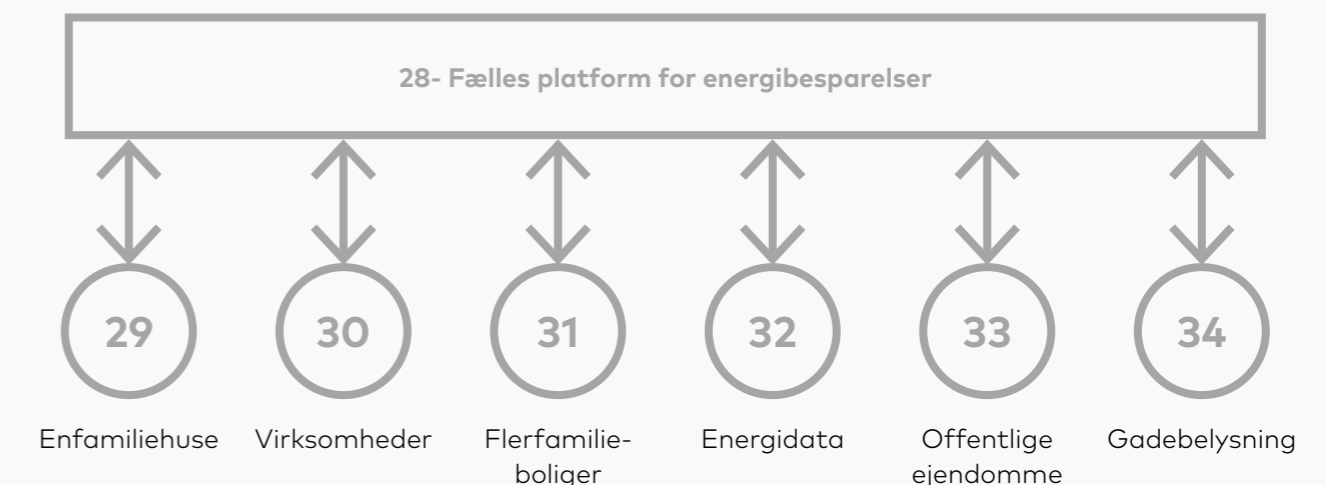 28- Fælles platform for energibesparelser
29
30
31
32
33
34
Enfamiliehuse
Virksomheder
Flerfamilie-
boliger
Energidata
Offentlige
ejendomme
Gadebelysning